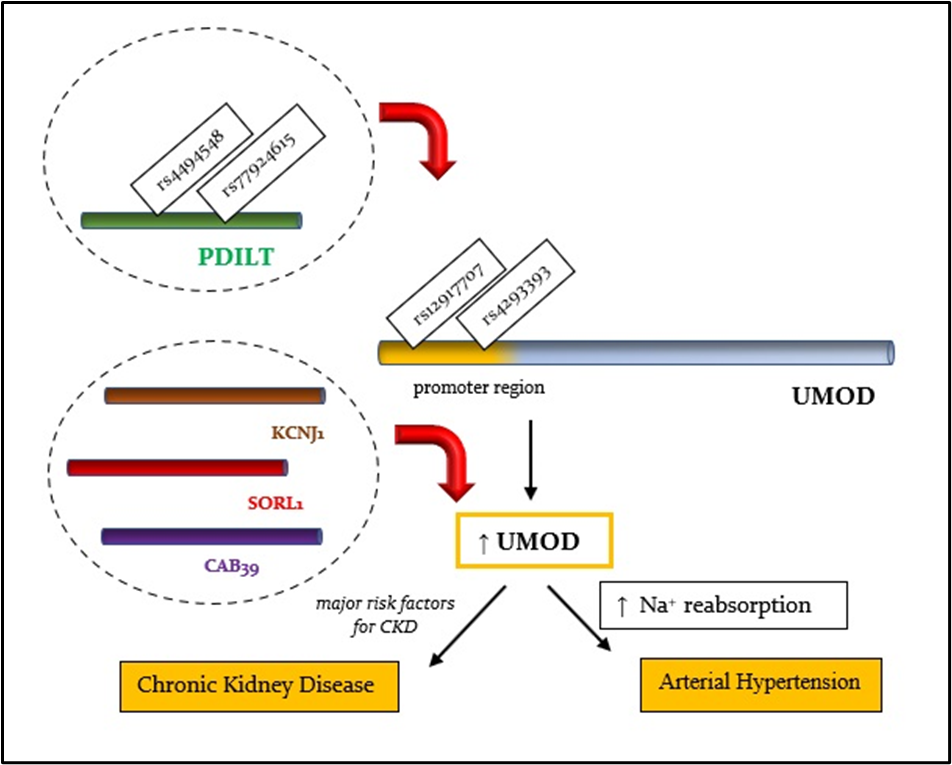 rs4494548
rs77924615
PDILT
rs12917707
rs4293393
promoter region
UMOD
KCNJ1
SORL1
CAB39
↑ UMOD
major risk factors
for CKD
↑ Na⁺ reabsorption
Chronic Kidney Disease
Arterial Hypertension